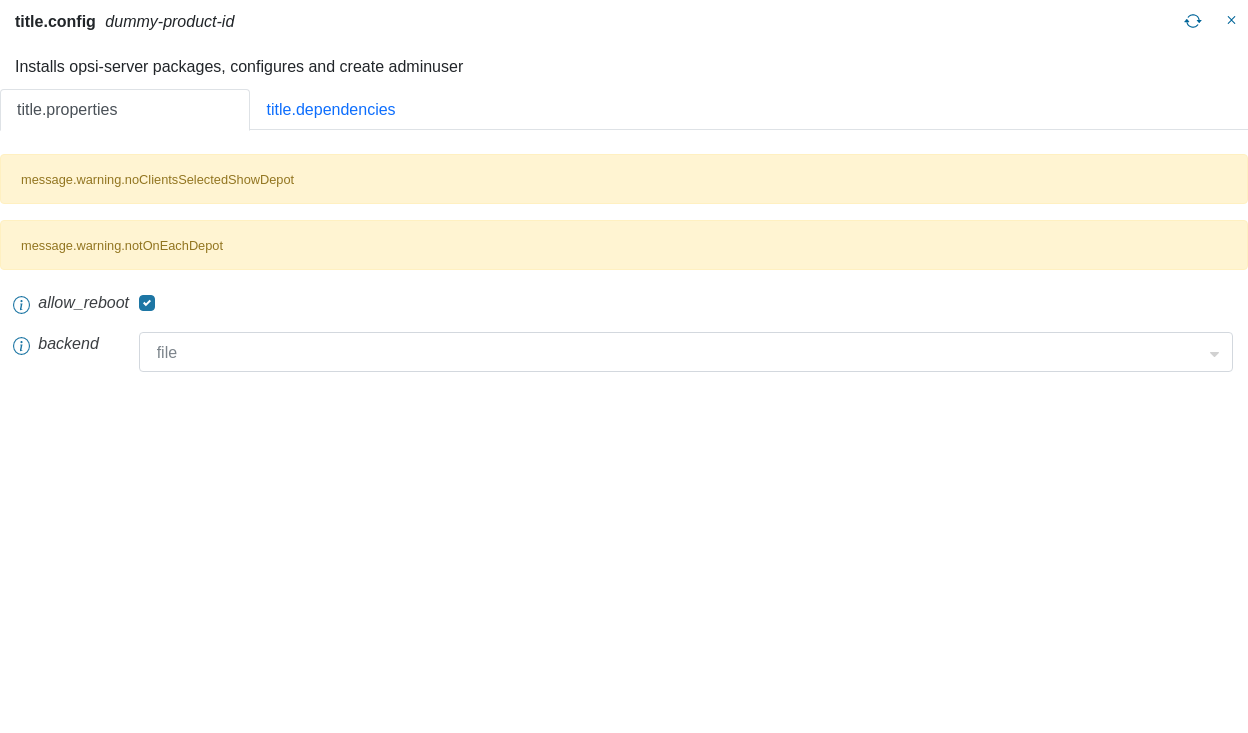 title.config dummy-product-id
Installs opsi-server packages, configures and create adminuser
title.properties title.dependencies
message.warning.noClientsSelectedShowDepot
message.warning.notOnEachDepot
allow_reboot
backend file